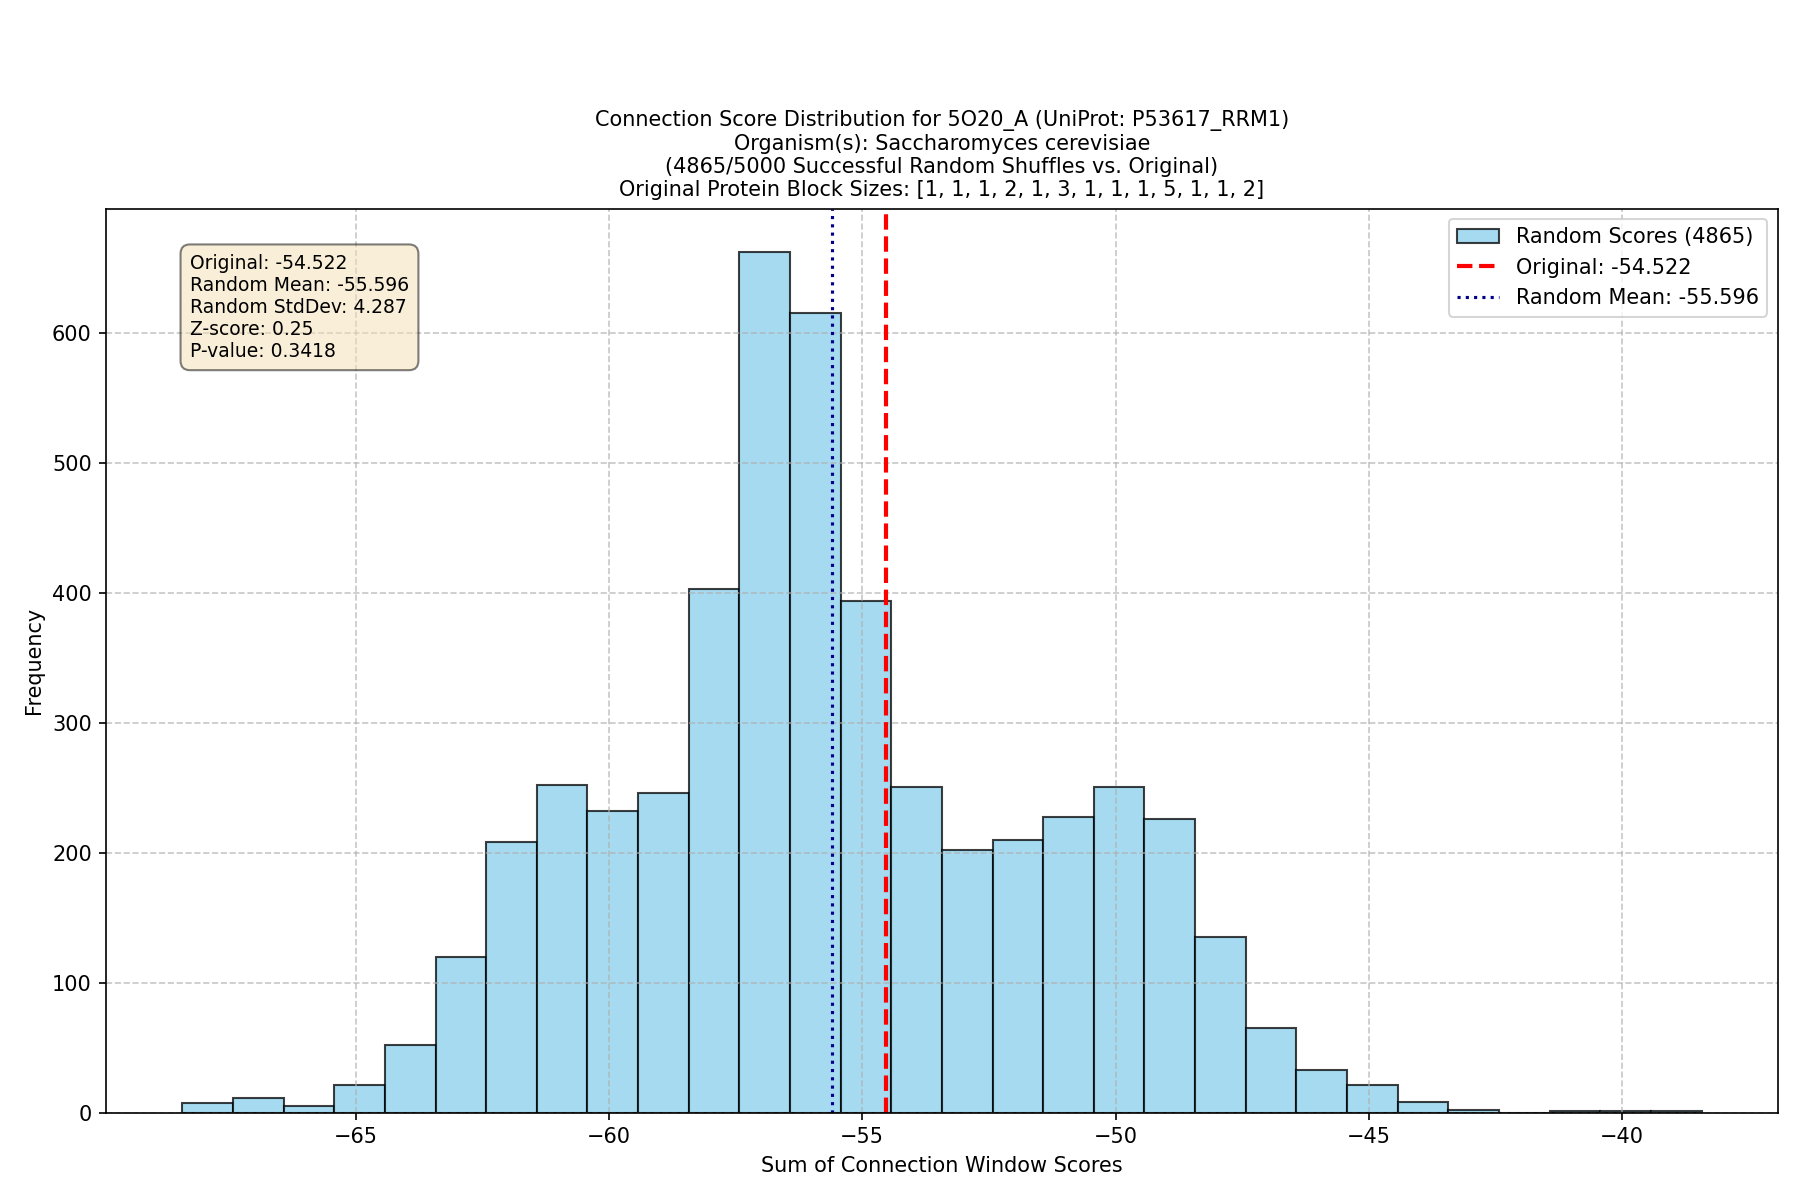 Connection Score Distribution for 5O20_A (UniProt: P53617_RRM1)
Organism(s): Saccharomyces cerevisiae
(4865/5000 Successful Random Shuffles vs. Original)
Original Protein Block Sizes: [1, 1, 1, 2, 1, 3, 1, 1, 1, 5, 1, 1, 2]
Original: -54.522
Random Mean: -55.596
Random StdDev: 4.287
Z-score: 0.25
P-value: 0.3418
Random Scores (4865)
Original: -54.522
Random Mean: -55.596
Frequency
600
500
400
300
200
100
0
−65
−60
−55
−50
−45
−40
Sum of Connection Window Scores